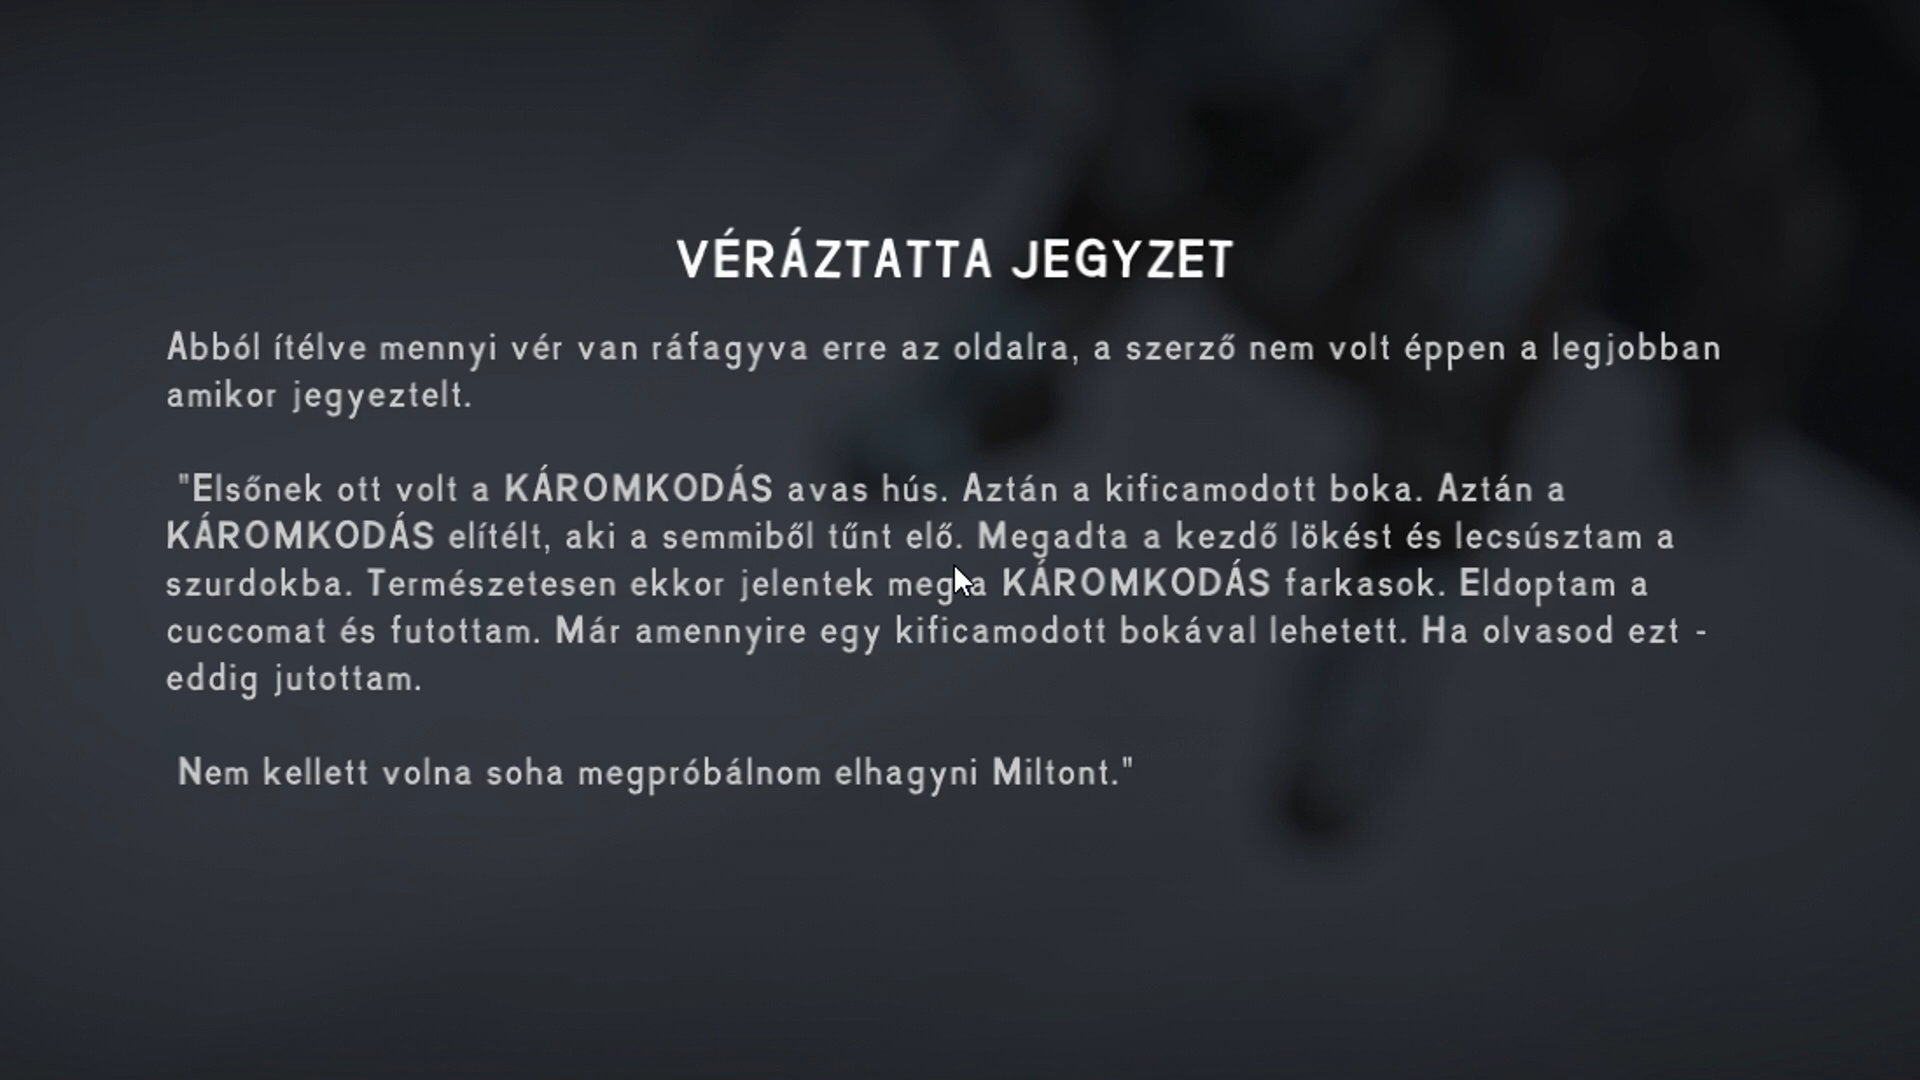 VÉRÁZTATTA JEGYZET
Abból ítélve mennyi vér van ráfagyva erre az oldalra, a szerző nem volt éppen a legjobban
amikor jegyeztelt.
"Elsőnek ott volt a KÁROMKODÁS avas hús. Aztán a kificamodott boka. Aztán a
KÁROMKODÁS elítélt, aki a semmiből tűnt elő. Megadta a kezdő lökést és lecsúsztam a
szurdokba. Természetesen ekkor jelentek meg a KÁROMKODÁS farkasok. Eldoptam a
cuccomat és futottam. Már amennyire egy kificamodott bokával lehetett. Ha olvasod ezt -
eddig jutottam.
Nem kellett volna soha megpróbálnom elhagyni Miltont."